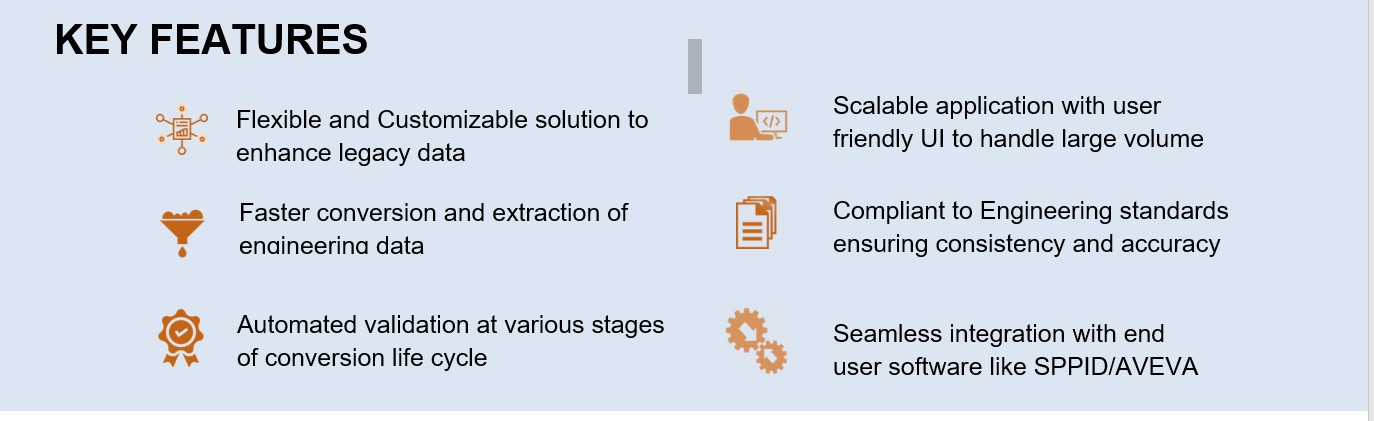 KEY FEATURES
Flexible and Customizable solution to
enhance legacy data
Faster conversion and extraction of
engineering data
Automated validation at various stages
of conversion life cycle
Scalable application with user
friendly UI to handle large volume
</>
Compliant to Engineering standards
ensuring consistency and accuracy
Seamless integration with end
user software like SPPID/AVEVA